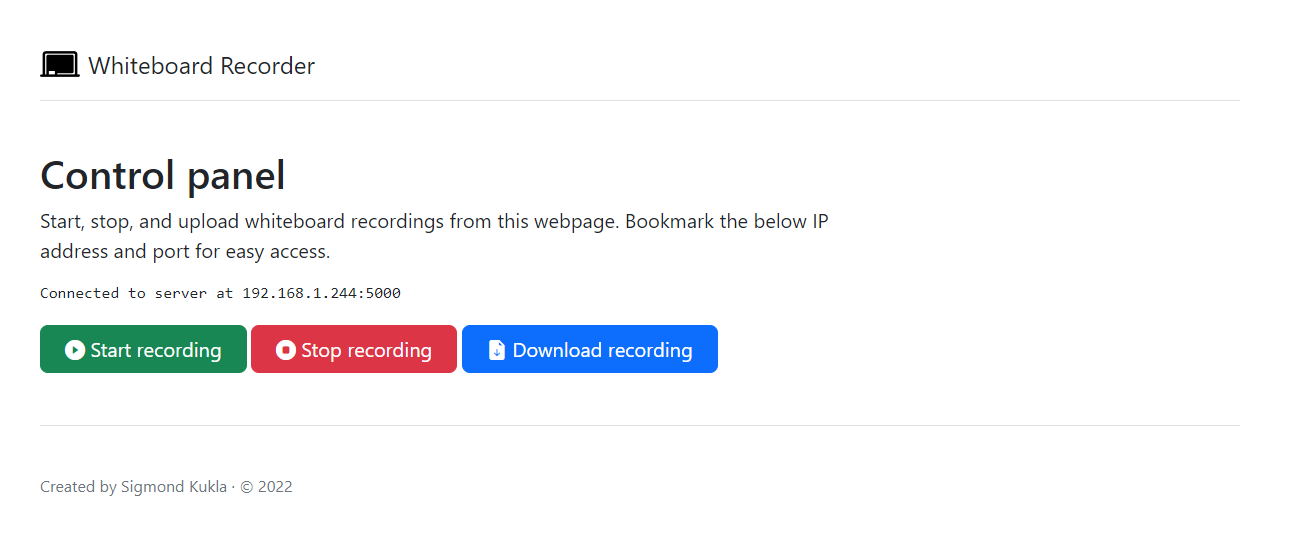 Whiteboard Recorder
Control panel
Start, stop, and upload whiteboard recordings from this webpage. Bookmark the below IP
address and port for easy access.
Connected to server at 192.168.1.244:5000
Start recording Stop recording Download recording
Created by Sigmond Kukla · © 2022